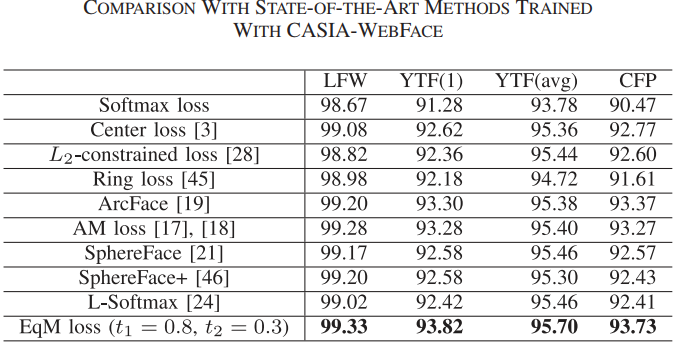 COMPARISON WITH STATE-OF-THE-ART METHODS TRAINED
WITH CASIA-WEBFACE
LFW YTF(1) YTF(avg) CFP
Softmax loss 98.67 91.28 93.78 90.47
Center loss [3] 99.08 92.62 95.36 92.77
L₂-constrained loss [28] 98.82 92.36 95.44 92.60
Ring loss [45] 98.98 92.18 94.72 91.61
ArcFace [19] 99.20 93.30 95.38 93.37
AM loss [17], [18] 99.28 93.28 95.40 93.27
SphereFace [21] 99.17 92.58 95.46 92.57
SphereFace+ [46] 99.20 92.58 95.30 92.43
L-Softmax [24] 99.02 92.42 95.46 92.41
EqM loss (t₁ = 0.8, t₂ = 0.3) 99.33 93.82 95.70 93.73